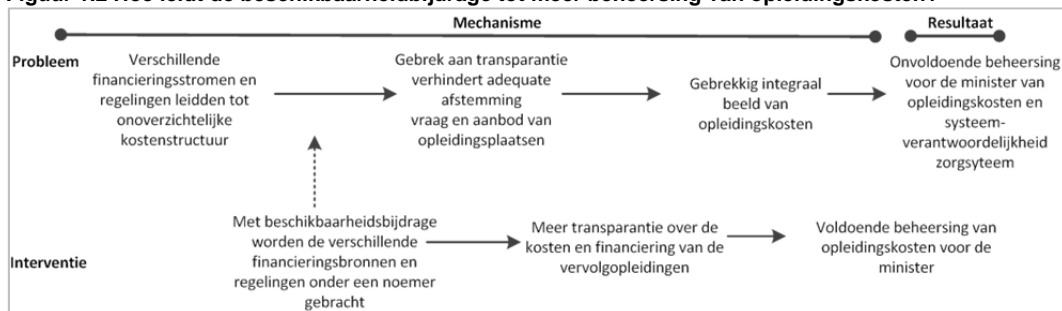 Mechanisme
Resultaat
Probleem
Verschillende
financieringsstromen en
regelingen leidden tot
onoverzichtelijke
kostenstructuur
Gebrek aan transparantie
verhindert adequate
afstemming
vraag en aanbod van
opleidingsplaatsen
Gebrekkig integraal
beeld van
opleidingskosten
Onvoldoende beheersing
voor de minister van
opleidingskosten en
systeem-
verantwoordelijkheid
zorgsyteem
Interventie
Met beschikbaarheidsbijdrage
worden de verschillende
financieringsbronnen en
regelingen onder een noemer
gebracht
Meer transparantie over de
kosten en financiering van de
vervolgopleidingen
Voldoende beheersing van
opleidingskosten voor de
minister